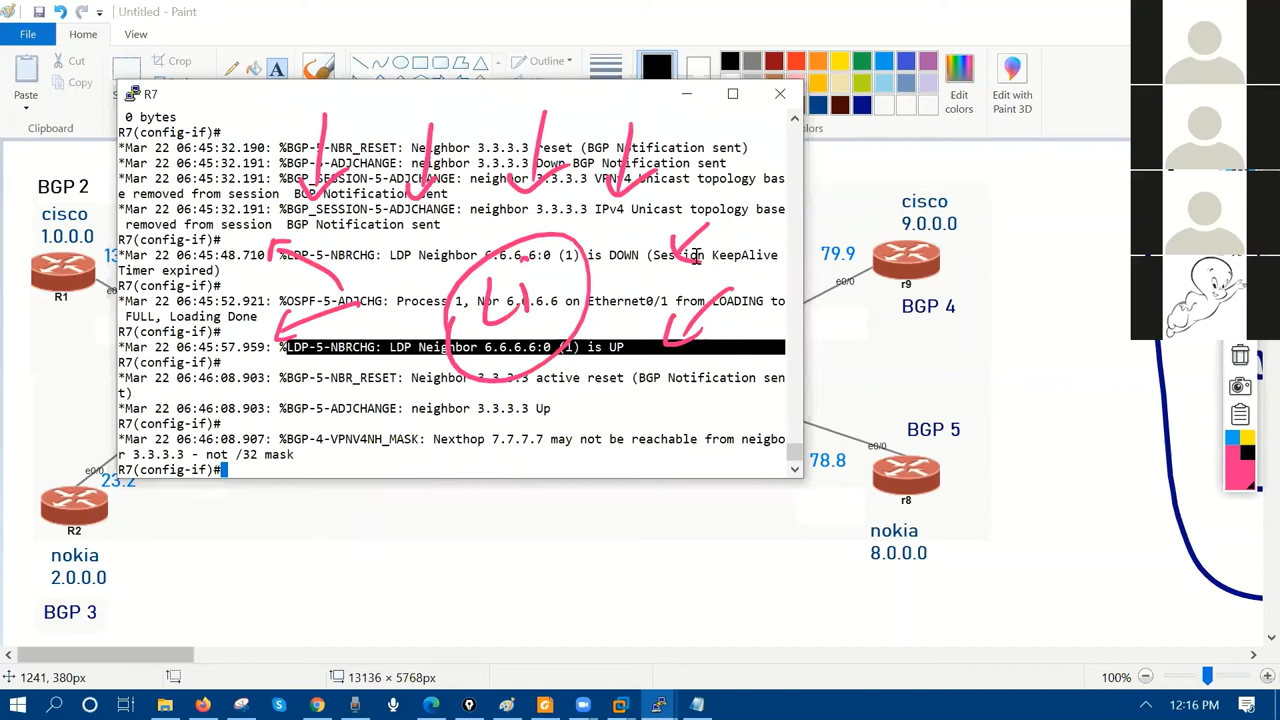 Untitled - Paint
File
Home
View
Paste
Cut
Copy
Crop
Outline
Edit colors
Edit with Paint 3D
Clipboard
olors
R7
0 bytes
R7(config-if)#
*Mar 22 06:45:32.190: %BGP-5-NBR_RESET: Neighbor 3.3.3.3 reset (BGP Notification sent)
*Mar 22 06:45:32.191: %BGP-5-ADJCHANGE: neighbor 3.3.3.3 Down BGP Notification sent
*Mar 22 06:45:32.191: %BGP_SESSION-5-ADJCHANGE: neighbor 3.3.3.3 VPNv4 Unicast topology bas
e removed from session  BGP Notification sent
*Mar 22 06:45:32.191: %BGP_SESSION-5-ADJCHANGE: neighbor 3.3.3.3 IPv4 Unicast topology base
 removed from session  BGP Notification sent
R7(config-if)#
*Mar 22 06:45:48.710: %LDP-5-NBRCHG: LDP Neighbor 6.6.6.6:0 (1) is DOWN (Session KeepAlive
Timer expired)
R7(config-if)#
*Mar 22 06:45:52.921: %OSPF-5-ADJCHG: Process 1, Nbr 6.6.6.6 on Ethernet0/1 from LOADING to
 FULL, Loading Done
R7(config-if)#
*Mar 22 06:45:57.959: %LDP-5-NBRCHG: LDP Neighbor 6.6.6.6:0 (1) is UP
R7(config-if)#
*Mar 22 06:46:08.903: %BGP-5-NBR_RESET: Neighbor 3.3.3.3 active reset (BGP Notification sen
t)
*Mar 22 06:46:08.903: %BGP-5-ADJCHANGE: neighbor 3.3.3.3 Up
R7(config-if)#
*Mar 22 06:46:08.907: %BGP-4-VPNV4NH_MASK: Nexthop 7.7.7.7 may not be reachable from neigbo
r 3.3.3.3 - not /32 mask
R7(config-if)#
Li
BGP 2
cisco
1.0.0.0
R1
e0/0
23.2
R2
nokia
2.0.0.0
BGP 3
cisco
9.0.0.0
79.9
e0/0
r9
BGP 4
BGP 5
78.8
e0/0
r8
nokia
8.0.0.0
1241, 380px
13136 × 5768px
100%
12:16 PM